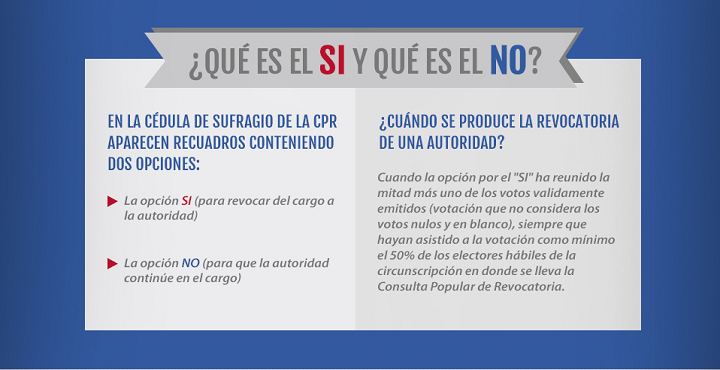 ¿QUÉ ES EL SI Y QUÉ ES EL NO?
EN LA CÉDULA DE SUFRAGIO DE LA CPR
APARECEN RECUADROS CONTENIENDO
DOS OPCIONES:
La opción SI (para revocar del cargo a
la autoridad)
La opción NO (para que la autoridad
continúe en el cargo)
¿CUÁNDO SE PRODUCE LA REVOCATORIA
DE UNA AUTORIDAD?
Cuando la opción por el "SI" ha reunido la
mitad más uno de los votos validamente
emitidos (votación que no considera los
votos nulos y en blanco), siempre que
hayan asistido a la votación como mínimo
el 50% de los electores hábiles de la
circunscripción en donde se lleva la
Consulta Popular de Revocatoria.